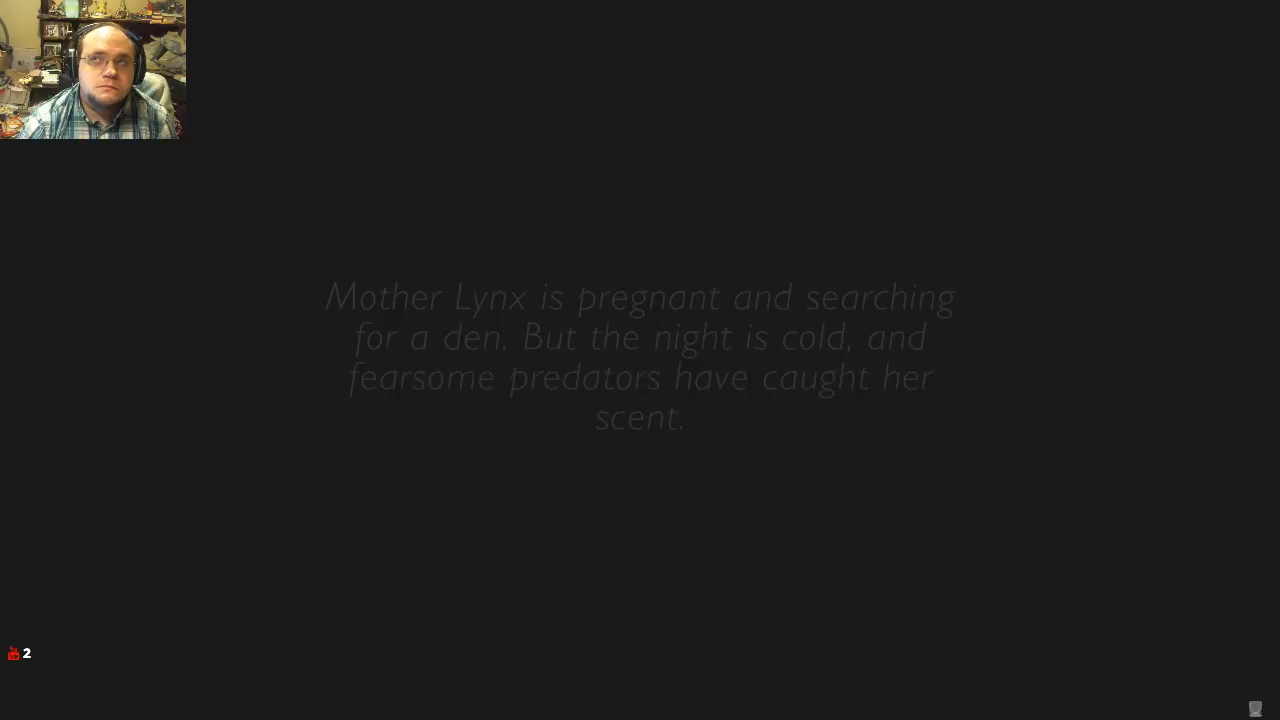 Mother Lynx is pregnant and searching
for a den. But the night is cold, and
fearsome predators have caught her
scent.
2